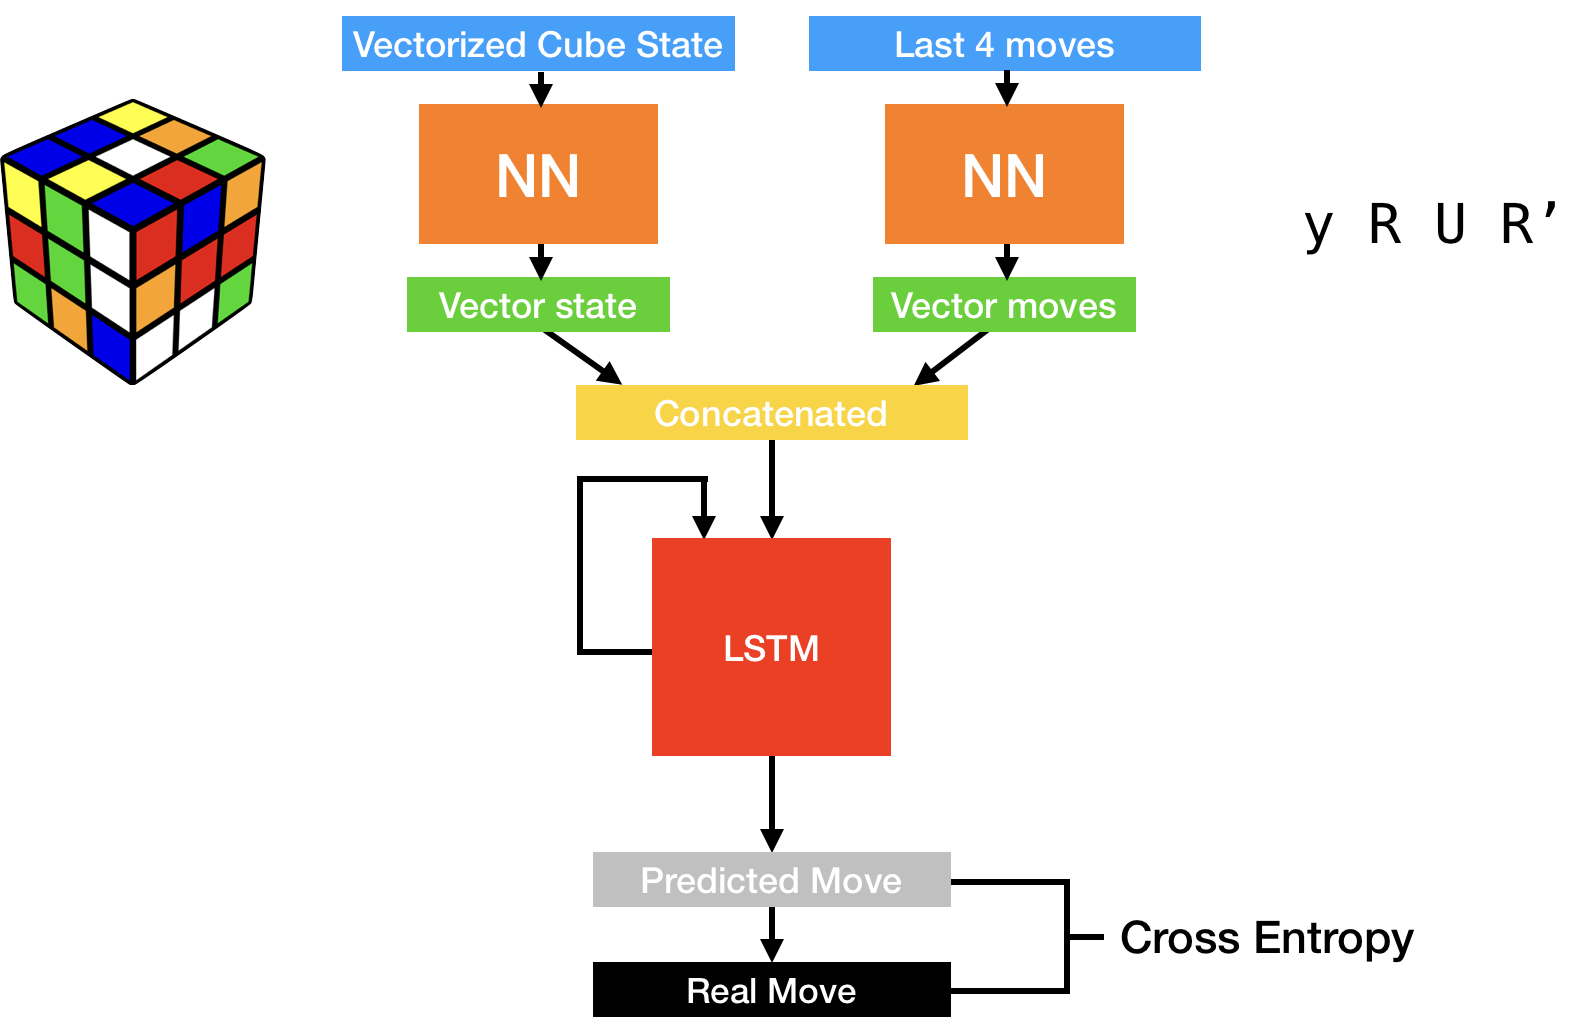 Vectorized Cube State
Last 4 moves
NN
NN
y R U R’
Vector state
Vector moves
Concatenated
LSTM
Predicted Move
Cross Entropy
Real Move